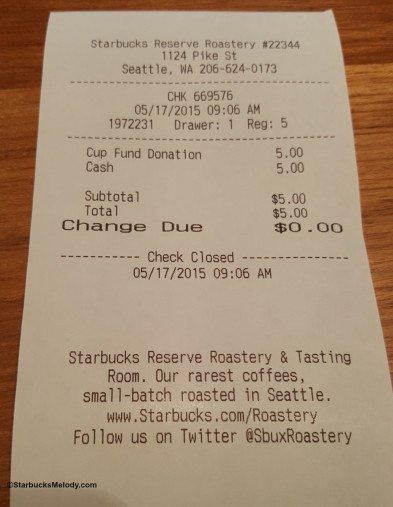 Starbucks Reserve Roastery #22344
1124 Pike St
Seattle, WA 206-624-0173
CHK 669576
05/17/2015 09:06 AM
1972231 Drawer: 1 Reg: 5
Cup Fund Donation 5.00
Cash 5.00
Subtotal $5.00
Total $5.00
Change Due $0.00
----------- Check Closed ---------------
05/17/2015 09:06 AM
Starbucks Reserve Roastery & Tasting
Room. Our rarest coffees,
small-batch roasted in Seattle.
www.Starbucks.com/Roastery
Follow us on Twitter @SbuxRoastery
©StarbucksMelody.com